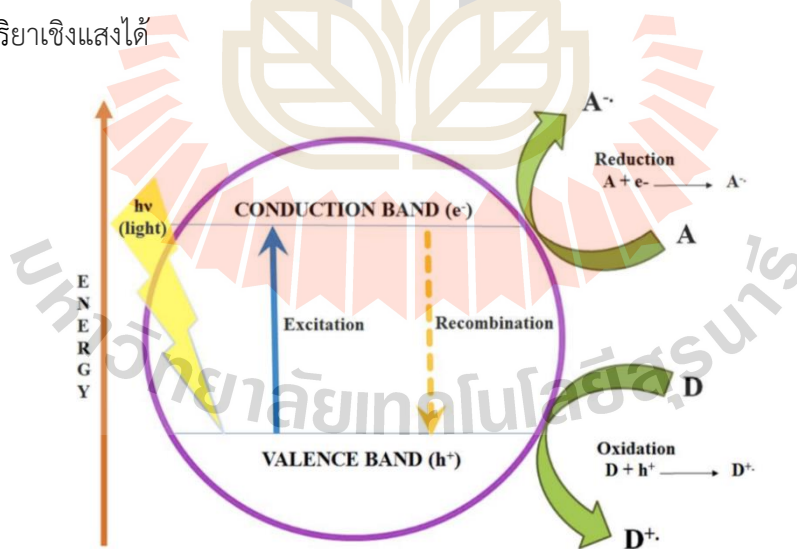 ริยาเชิงแสงได้
A⁻·
Reduction
A + e- ⟶ A⁻·
A
hν
(light)
CONDUCTION BAND (e⁻)
ENERGY
Excitation
Recombination
D
VALENCE BAND (h⁺)
Oxidation
D + h⁺ ⟶ D⁺·
D⁺·
มหาวิทยาลัยเทคโนโลยีสุรนารี